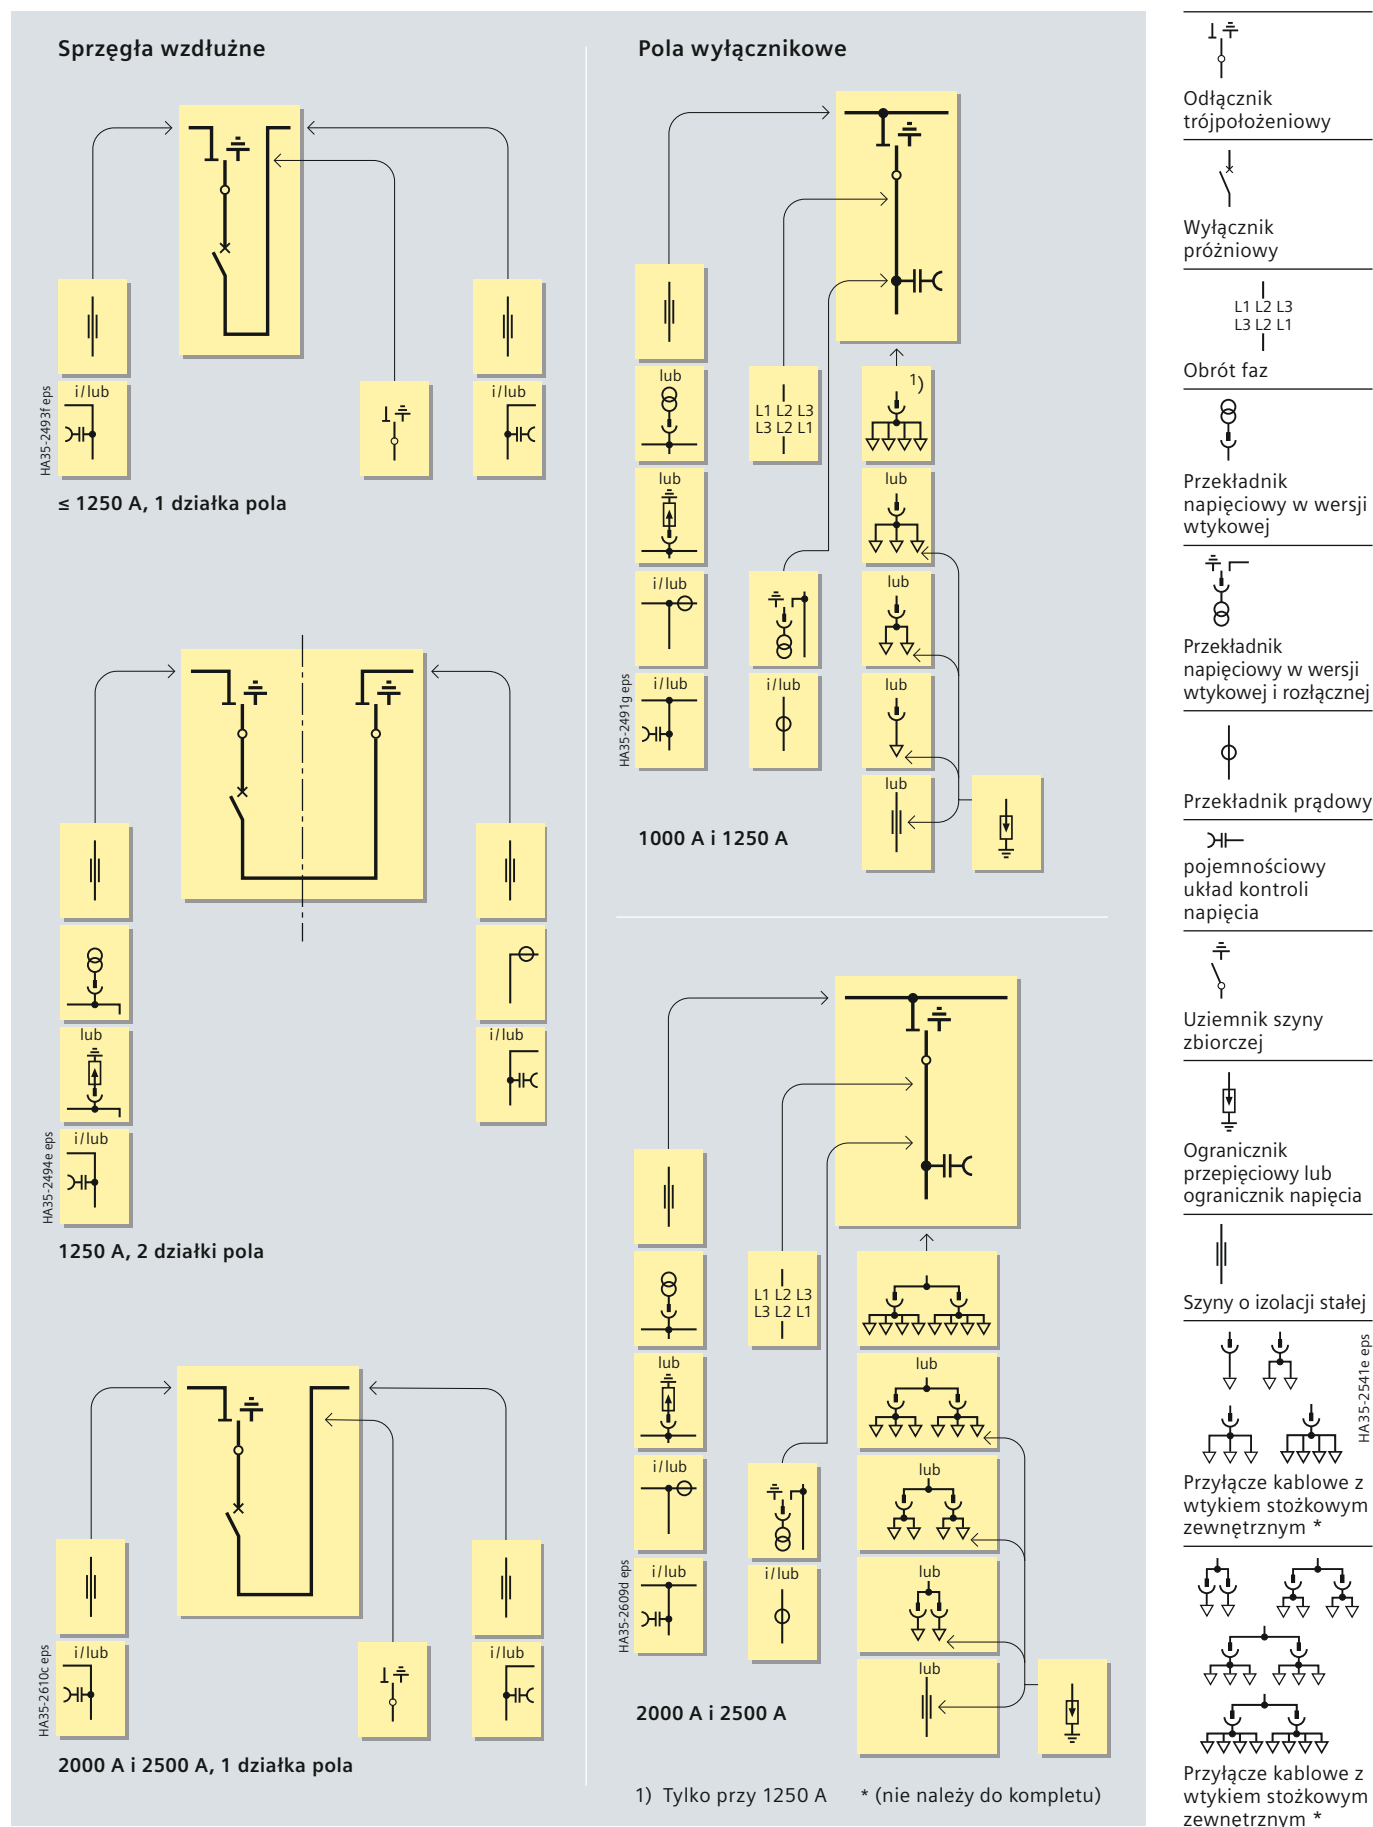 Sprzęgła wzdłużne
i/lub
i/lub
HA35-2493f eps
≤ 1250 A, 1 działka pola
lub
i/lub
i/lub
HA35-2494e eps
1250 A, 2 działki pola
i/lub
i/lub
HA35-2610c eps
2000 A i 2500 A, 1 działka pola
Pola wyłącznikowe
lub
lub
i/lub
i/lub
HA35-2491g eps
L1 L2 L3
L3 L2 L1
i/lub
1)
lub
lub
lub
lub
1000 A i 1250 A
lub
i/lub
i/lub
HA35-2609d eps
L1 L2 L3
L3 L2 L1
i/lub
lub
lub
lub
lub
2000 A i 2500 A
1) Tylko przy 1250 A
* (nie należy do kompletu)
Odłącznik
trójpołożeniowy
Wyłącznik
próżniowy
L1 L2 L3
L3 L2 L1
Obrót faz
Przekładnik
napięciowy w wersji
wtykowej
Przekładnik
napięciowy w wersji
wtykowej i rozłącznej
Przekładnik prądowy
pojemnościowy
układ kontroli
napięcia
Uziemnik szyny
zbiorczej
Ogranicznik
przepięciowy lub
ogranicznik napięcia
Szyny o izolacji stałej
HA35-2541e eps
Przyłącze kablowe z
wtykiem stożkowym
zewnętrznym *
Przyłącze kablowe z
wtykiem stożkowym
zewnetrznym *